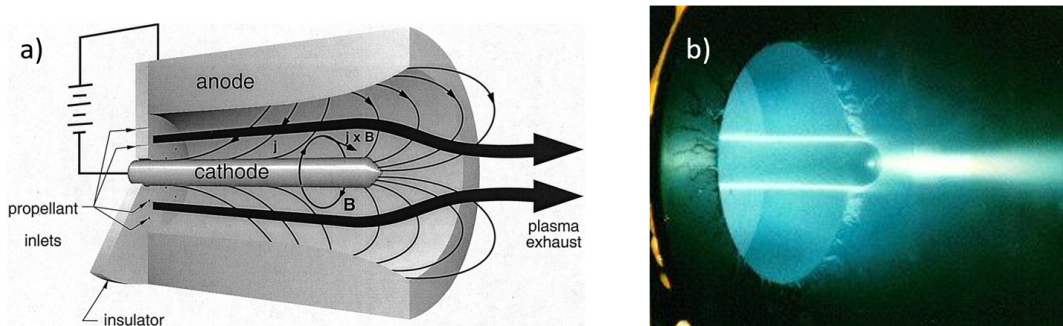 a)
anode
j
j x B
cathode
B
propellant
inlets
plasma
exhaust
insulator
b)